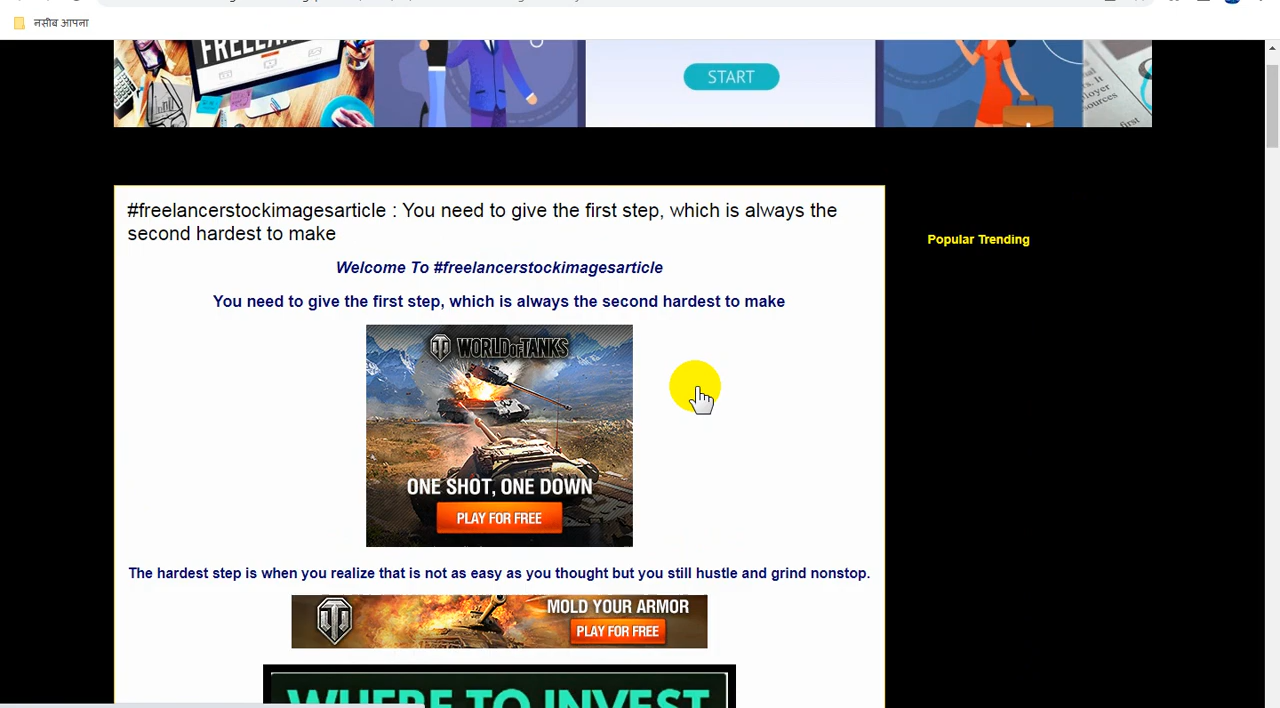 नसीब आपना
FREELAN
START
first
#freelancerstockimagesarticle : You need to give the first step, which is always the
second hardest to make
Popular Trending
Welcome To #freelancerstockimagesarticle
You need to give the first step, which is always the second hardest to make
WORLD OF TANKS
ONE SHOT, ONE DOWN
PLAY FOR FREE
The hardest step is when you realize that is not as easy as you thought but you still hustle and grind nonstop.
MOLD YOUR ARMOR
PLAY FOR FREE
WHERE TO INVEST